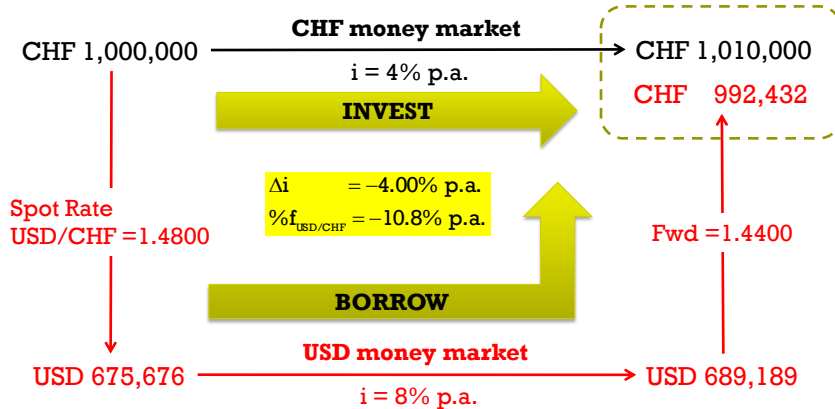 CHF money market
CHF 1,000,000
CHF 1,010,000
i = 4% p.a.
CHF 992,432
INVEST
Δi = −4.00% p.a.
%f_USD/CHF = −10.8% p.a.
Spot Rate
USD/CHF =1.4800
Fwd =1.4400
BORROW
USD money market
USD 675,676
USD 689,189
i = 8% p.a.